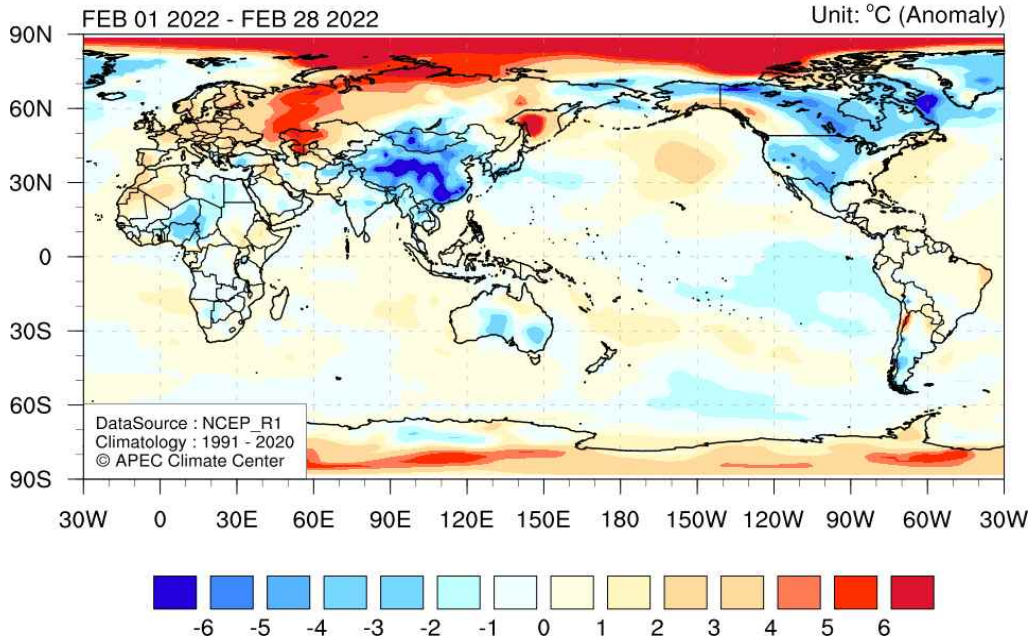 FEB 01 2022 - FEB 28 2022
Unit: °C (Anomaly)
90N
60N
30N
0
30S
60S
90S
DataSource : NCEP_R1
Climatology : 1991 - 2020
© APEC Climate Center
30W 0 30E 60E 90E 120E 150E 180 150W 120W 90W 60W 30W
-6 -5 -4 -3 -2 -1 0 1 2 3 4 5 6